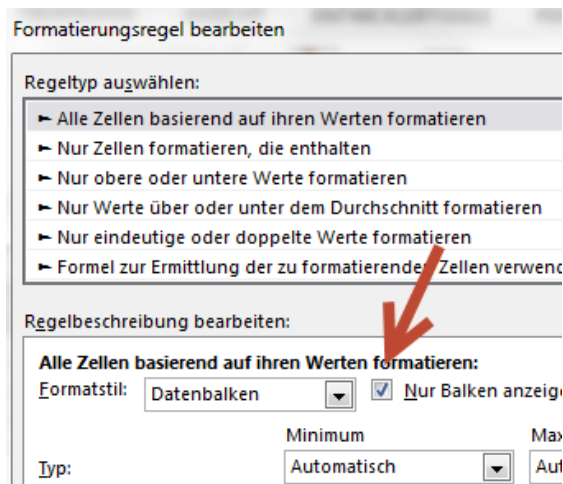 Formatierungsregel bearbeiten
Regeltyp auswählen:
► Alle Zellen basierend auf ihren Werten formatieren
► Nur Zellen formatieren, die enthalten
► Nur obere oder untere Werte formatieren
► Nur Werte über oder unter dem Durchschnitt formatieren
► Nur eindeutige oder doppelte Werte formatieren
► Formel zur Ermittlung der zu formatierenden Zellen verwend
Regelbeschreibung bearbeiten:
Alle Zellen basierend auf ihren Werten formatieren:
Formatstil: Datenbalken Nur Balken anzeige
Minimum Max
Typ: Automatisch Aut